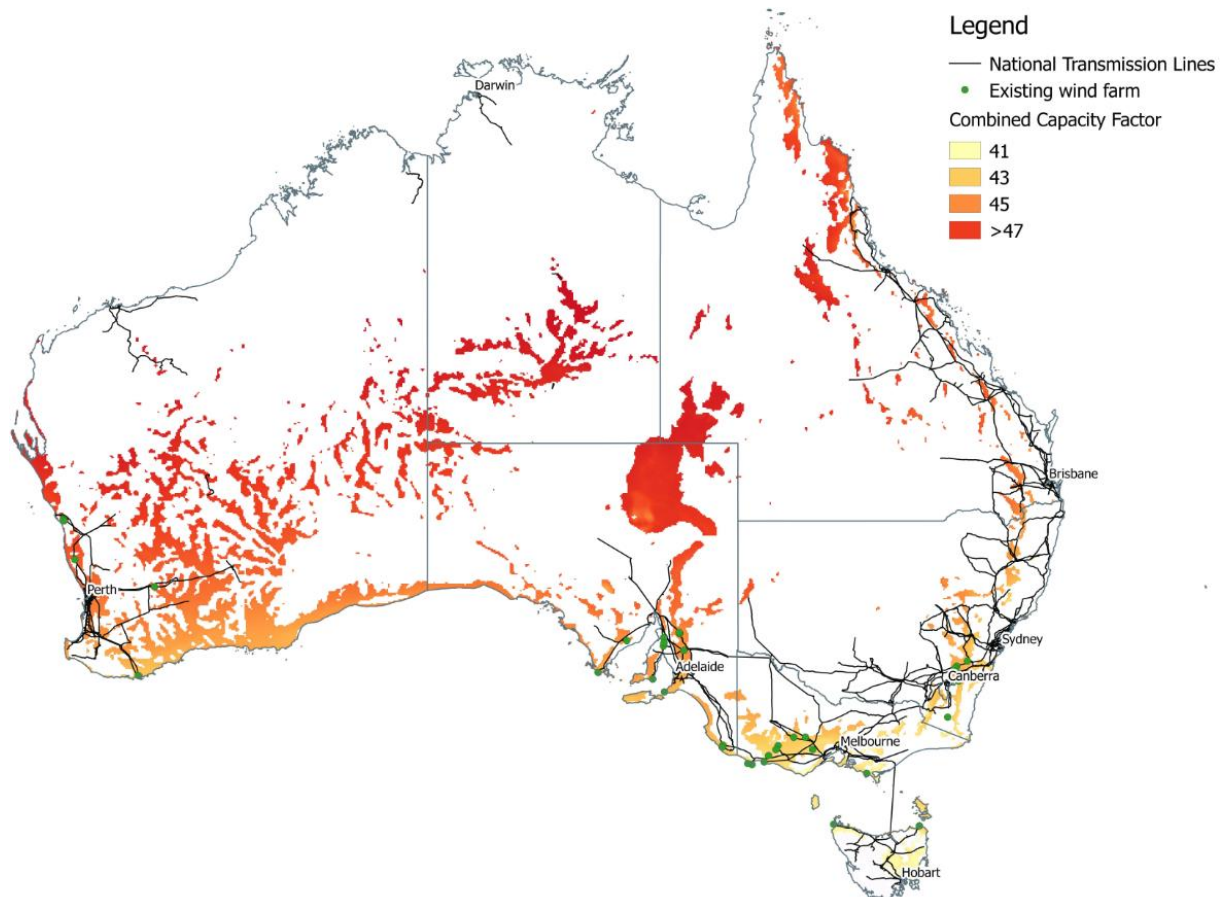 Legend
National Transmission Lines
Existing wind farm
Combined Capacity Factor
41
43
45
>47
Darwin
Brisbane
Perth
Sydney
Adelaide
Canberra
Melbourne
Hobart